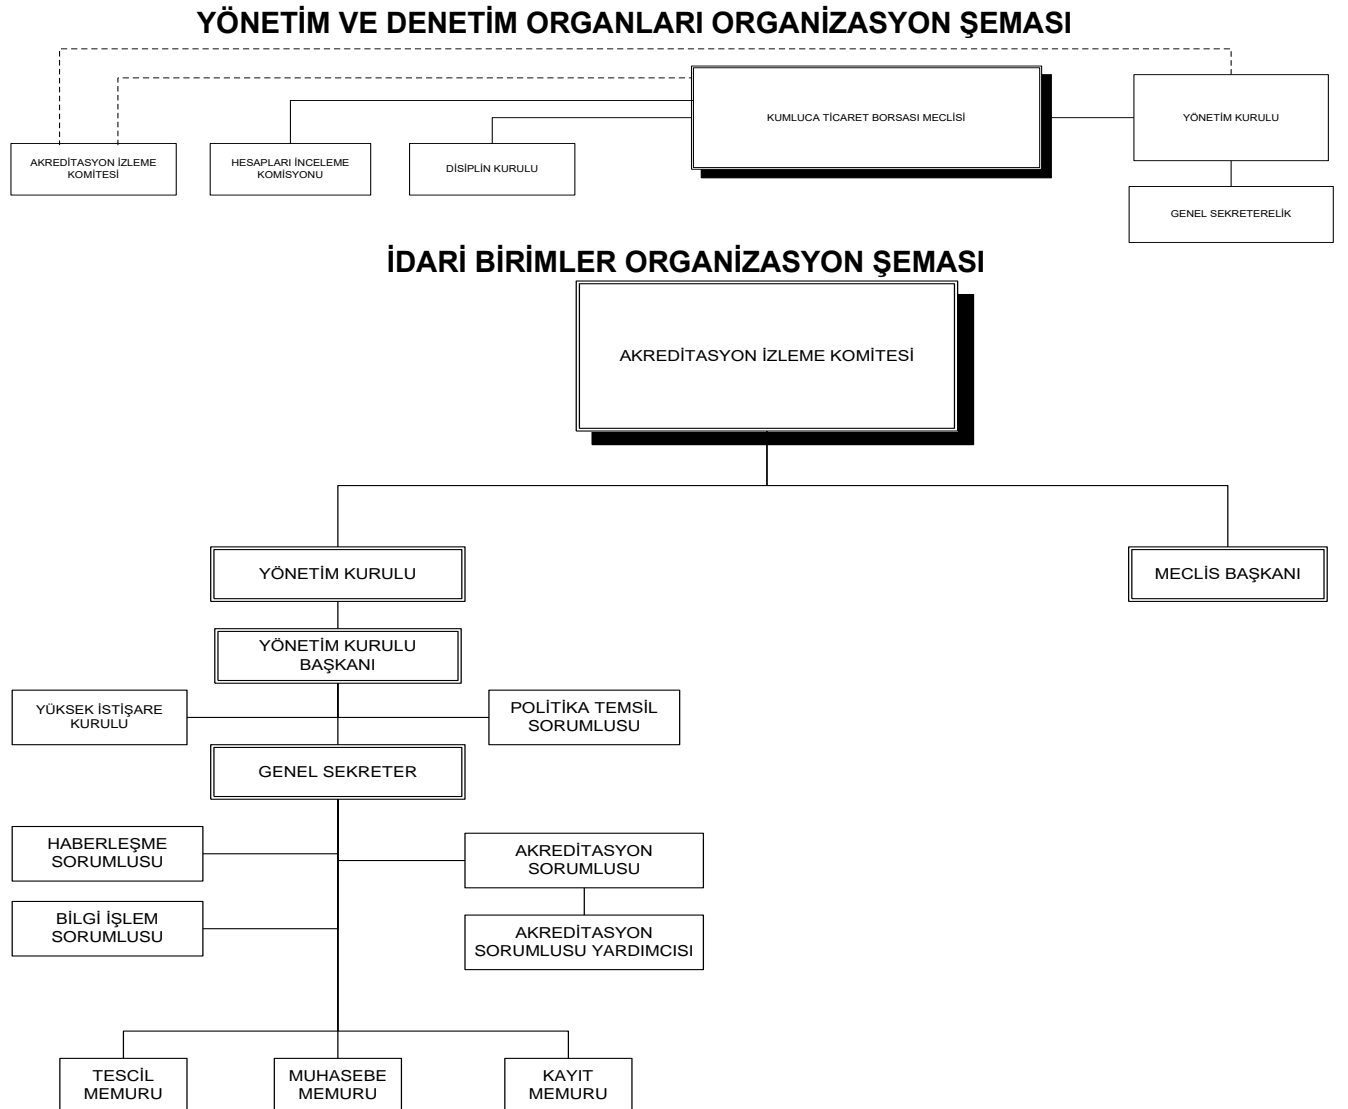 YÖNETİM VE DENETİM ORGANLARI ORGANİZASYON ŞEMASI
KUMLUCA TİCARET BORSASI MECLİSİ
YÖNETİM KURULU
AKREDİTASYON İZLEME
KOMİTESİ
HESAPLARI İNCELEME
KOMİSYONU
DİSİPLİN KURULU
GENEL SEKRETERELİK
İDARİ BİRİMLER ORGANİZASYON ŞEMASI
AKREDİTASYON İZLEME KOMİTESİ
YÖNETİM KURULU
MECLİS BAŞKANI
YÖNETİM KURULU
BAŞKANI
YÜKSEK İSTİŞARE
KURULU
POLİTİKA TEMSİL
SORUMLUSU
GENEL SEKRETER
HABERLEŞME
SORUMLUSU
AKREDİTASYON
SORUMLUSU
BİLGİ İŞLEM
SORUMLUSU
AKREDİTASYON
SORUMLUSU YARDIMCISI
TESCİL
MEMURU
MUHASEBE
MEMURU
KAYIT
MEMURU